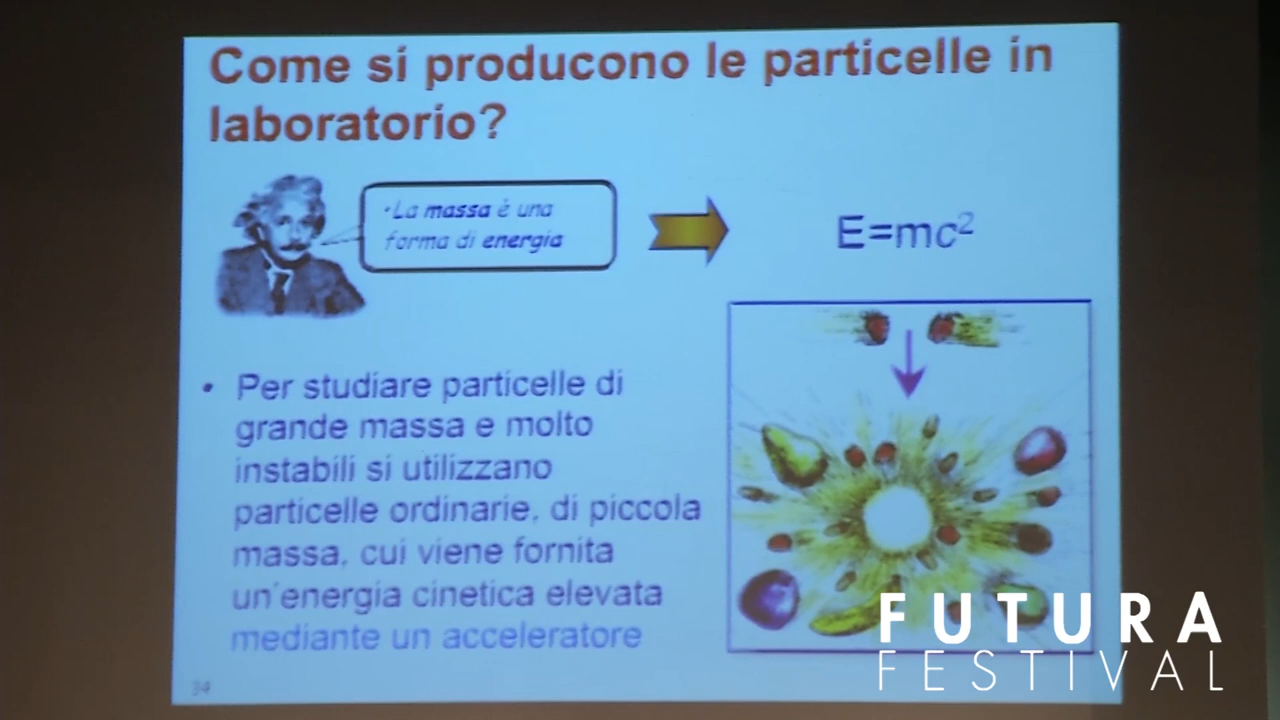 Come si producono le particelle in
laboratorio?
•La massa è una
forma di energia
E=mc²
• Per studiare particelle di
grande massa e molto
instabili si utilizzano
particelle ordinarie, di piccola
massa, cui viene fornita
un'energia cinetica elevata
mediante un acceleratore
34
FUTURA
FESTIVAL